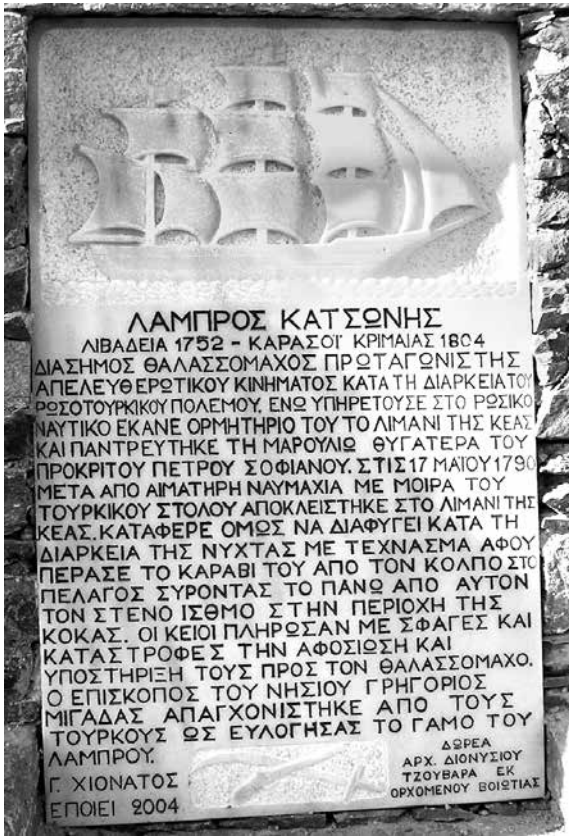 ΛΑΜΠΡΟΣ ΚΑΤΣΩΝΗΣ
ΛΙΒΑΔΕΙΑ 1752 - ΚΑΡΑΣΟΪ ΚΡΙΜΑΙΑΣ 1804
ΔΙΑΣΗΜΟΣ ΘΑΛΑΣΣΟΜΑΧΟΣ ΠΡΩΤΑΓΩΝΙΣΤΗΣ
ΑΠΕΛΕΥΘΕΡΩΤΙΚΟΥ ΚΙΝΗΜΑΤΟΣ ΚΑΤΑ ΤΗ ΔΙΑΡΚΕΙΑ ΤΟΥ
ΡΩΣΟΤΟΥΡΚΙΚΟΥ ΠΟΛΕΜΟΥ. ΕΝΩ ΥΠΗΡΕΤΟΥΣΕ ΣΤΟ ΡΩΣΙΚΟ
ΝΑΥΤΙΚΟ ΕΚΑΝΕ ΟΡΜΗΤΗΡΙΟ ΤΟΥ ΤΟ ΛΙΜΑΝΙ ΤΗΣ ΚΕΑΣ
ΚΑΙ ΠΑΝΤΡΕΥΤΗΚΕ ΤΗ ΜΑΡΟΥΛΙΩ ΘΥΓΑΤΕΡΑ ΤΟΥ
ΠΡΟΚΡΙΤΟΥ ΠΕΤΡΟΥ ΣΟΦΙΑΝΟΥ. ΣΤΙΣ 17 ΜΑΪΟΥ 1790
ΜΕΤΑ ΑΠΟ ΑΙΜΑΤΗΡΗ ΝΑΥΜΑΧΙΑ ΜΕ ΜΟΙΡΑ ΤΟΥ
ΤΟΥΡΚΙΚΟΥ ΣΤΟΛΟΥ ΑΠΟΚΛΕΙΣΤΗΚΕ ΣΤΟ ΛΙΜΑΝΙ ΤΗΣ
ΚΕΑΣ. ΚΑΤΑΦΕΡΕ ΟΜΩΣ ΝΑ ΔΙΑΦΥΓΕΙ ΚΑΤΑ ΤΗ
ΔΙΑΡΚΕΙΑ ΤΗΣ ΝΥΧΤΑΣ ΜΕ ΤΕΧΝΑΣΜΑ ΑΦΟΥ
ΠΕΡΑΣΕ ΤΟ ΚΑΡΑΒΙ ΤΟΥ ΑΠΟ ΤΟΝ ΚΟΛΠΟ ΣΤΟ
ΠΕΛΑΓΟΣ ΣΥΡΟΝΤΑΣ ΤΟ ΠΑΝΩ ΑΠΟ ΑΥΤΟΝ
ΤΟΝ ΣΤΕΝΟ ΙΣΘΜΟ ΣΤΗΝ ΠΕΡΙΟΧΗ ΤΗΣ
ΚΟΚΑΣ. ΟΙ ΚΕΙΟΙ ΠΛΗΡΩΣΑΝ ΜΕ ΣΦΑΓΕΣ ΚΑΙ
ΚΑΤΑΣΤΡΟΦΕΣ ΤΗΝ ΑΦΟΣΙΩΣΗ ΚΑΙ
ΥΠΟΣΤΗΡΙΞΗ ΤΟΥΣ ΠΡΟΣ ΤΟΝ ΘΑΛΑΣΣΟΜΑΧΟ.
Ο ΕΠΙΣΚΟΠΟΣ ΤΟΥ ΝΗΣΙΟΥ ΓΡΗΓΟΡΙΟΣ
ΜΙΓΑΔΑΣ ΑΠΑΓΧΟΝΙΣΤΗΚΕ ΑΠΟ ΤΟΥΣ
ΤΟΥΡΚΟΥΣ ΩΣ ΕΥΛΟΓΗΣΑΣ ΤΟ ΓΑΜΟ ΤΟΥ
ΛΑΜΠΡΟΥ.
Γ. ΧΙΟΝΑΤΟΣ
ΕΠΟΙΕΙ 2004
ΔΩΡΕΑ
ΑΡΧ. ΔΙΟΝΥΣΙΟΥ
ΤΖΟΥΒΑΡΑ ΕΚ
ΟΡΧΟΜΕΝΟΥ ΒΟΙΩΤΙΑΣ